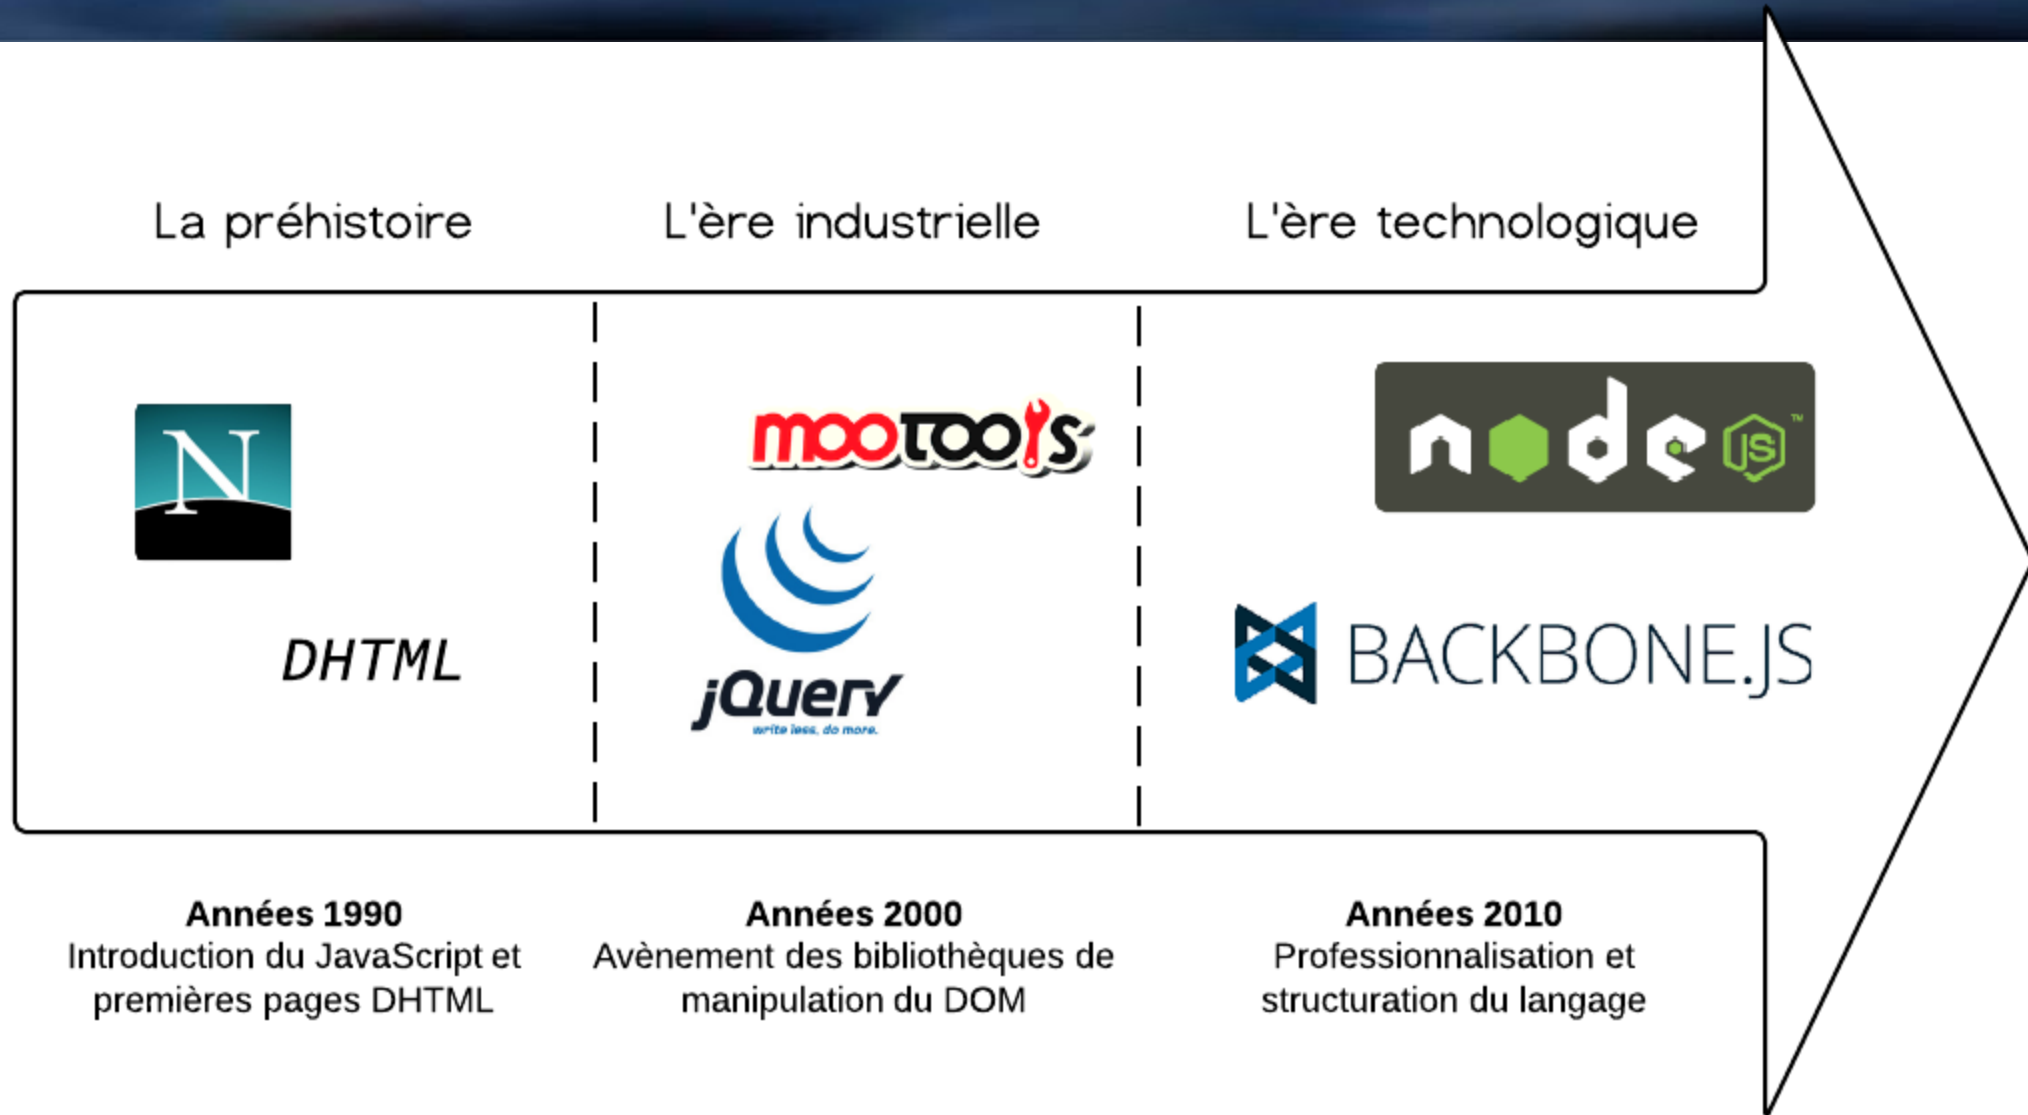 La préhistoire
L'ère industrielle
L'ère technologique
N
DHTML
mootools
jQuery
write less, do more.
node JS™
BACKBONE.JS
Années 1990
Introduction du JavaScript et
premières pages DHTML
Années 2000
Avènement des bibliothèques de
manipulation du DOM
Années 2010
Professionnalisation et
structuration du langage